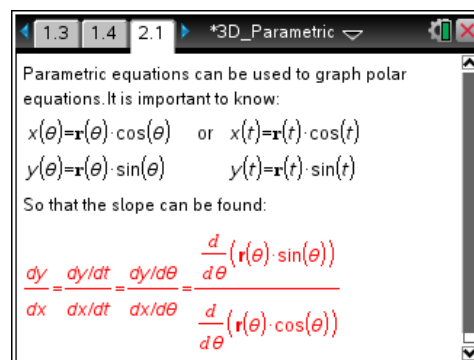 1.3 1.4 2.1 *3D_Parametric
Parametric equations can be used to graph polar
equations.It is important to know:
x(θ)=r(θ)·cos(θ) or x(t)=r(t)·cos(t)
y(θ)=r(θ)·sin(θ) y(t)=r(t)·sin(t)
So that the slope can be found:
dy/dx = (dy/dt)/(dx/dt) = (dy/dθ)/(dx/dθ) = (d/dθ(r(θ)·sin(θ)))/(d/dθ(r(θ)·cos(θ)))